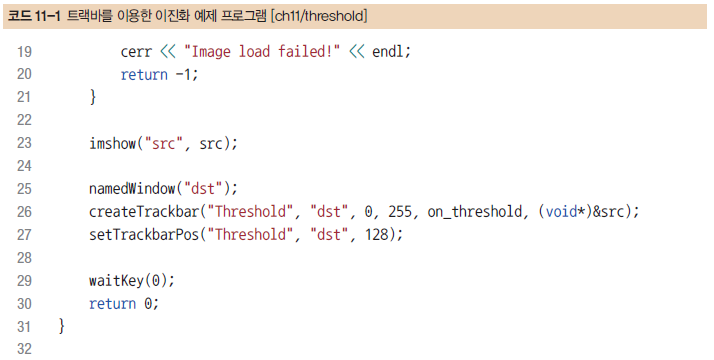 코드 11-1 트랙바를 이용한 이진화 예제 프로그램 [ch11/threshold]
19         cerr << "Image load failed!" << endl;
20         return -1;
21     }
22
23     imshow("src", src);
24
25     namedWindow("dst");
26     createTrackbar("Threshold", "dst", 0, 255, on_threshold, (void*)&src);
27     setTrackbarPos("Threshold", "dst", 128);
28
29     waitKey(0);
30     return 0;
31 }
32